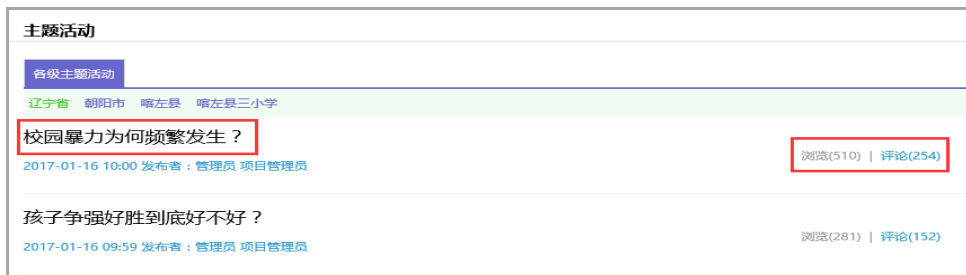 主题活动
各级主题活动
辽宁省 朝阳市 喀左县 喀左县三小学
校园暴力为何频繁发生？
2017-01-16 10:00 发布者：管理员 项目管理员
浏览(510) | 评论(254)
孩子争强好胜到底好不好？
2017-01-16 09:59 发布者：管理员 项目管理员
浏览(281) | 评论(152)